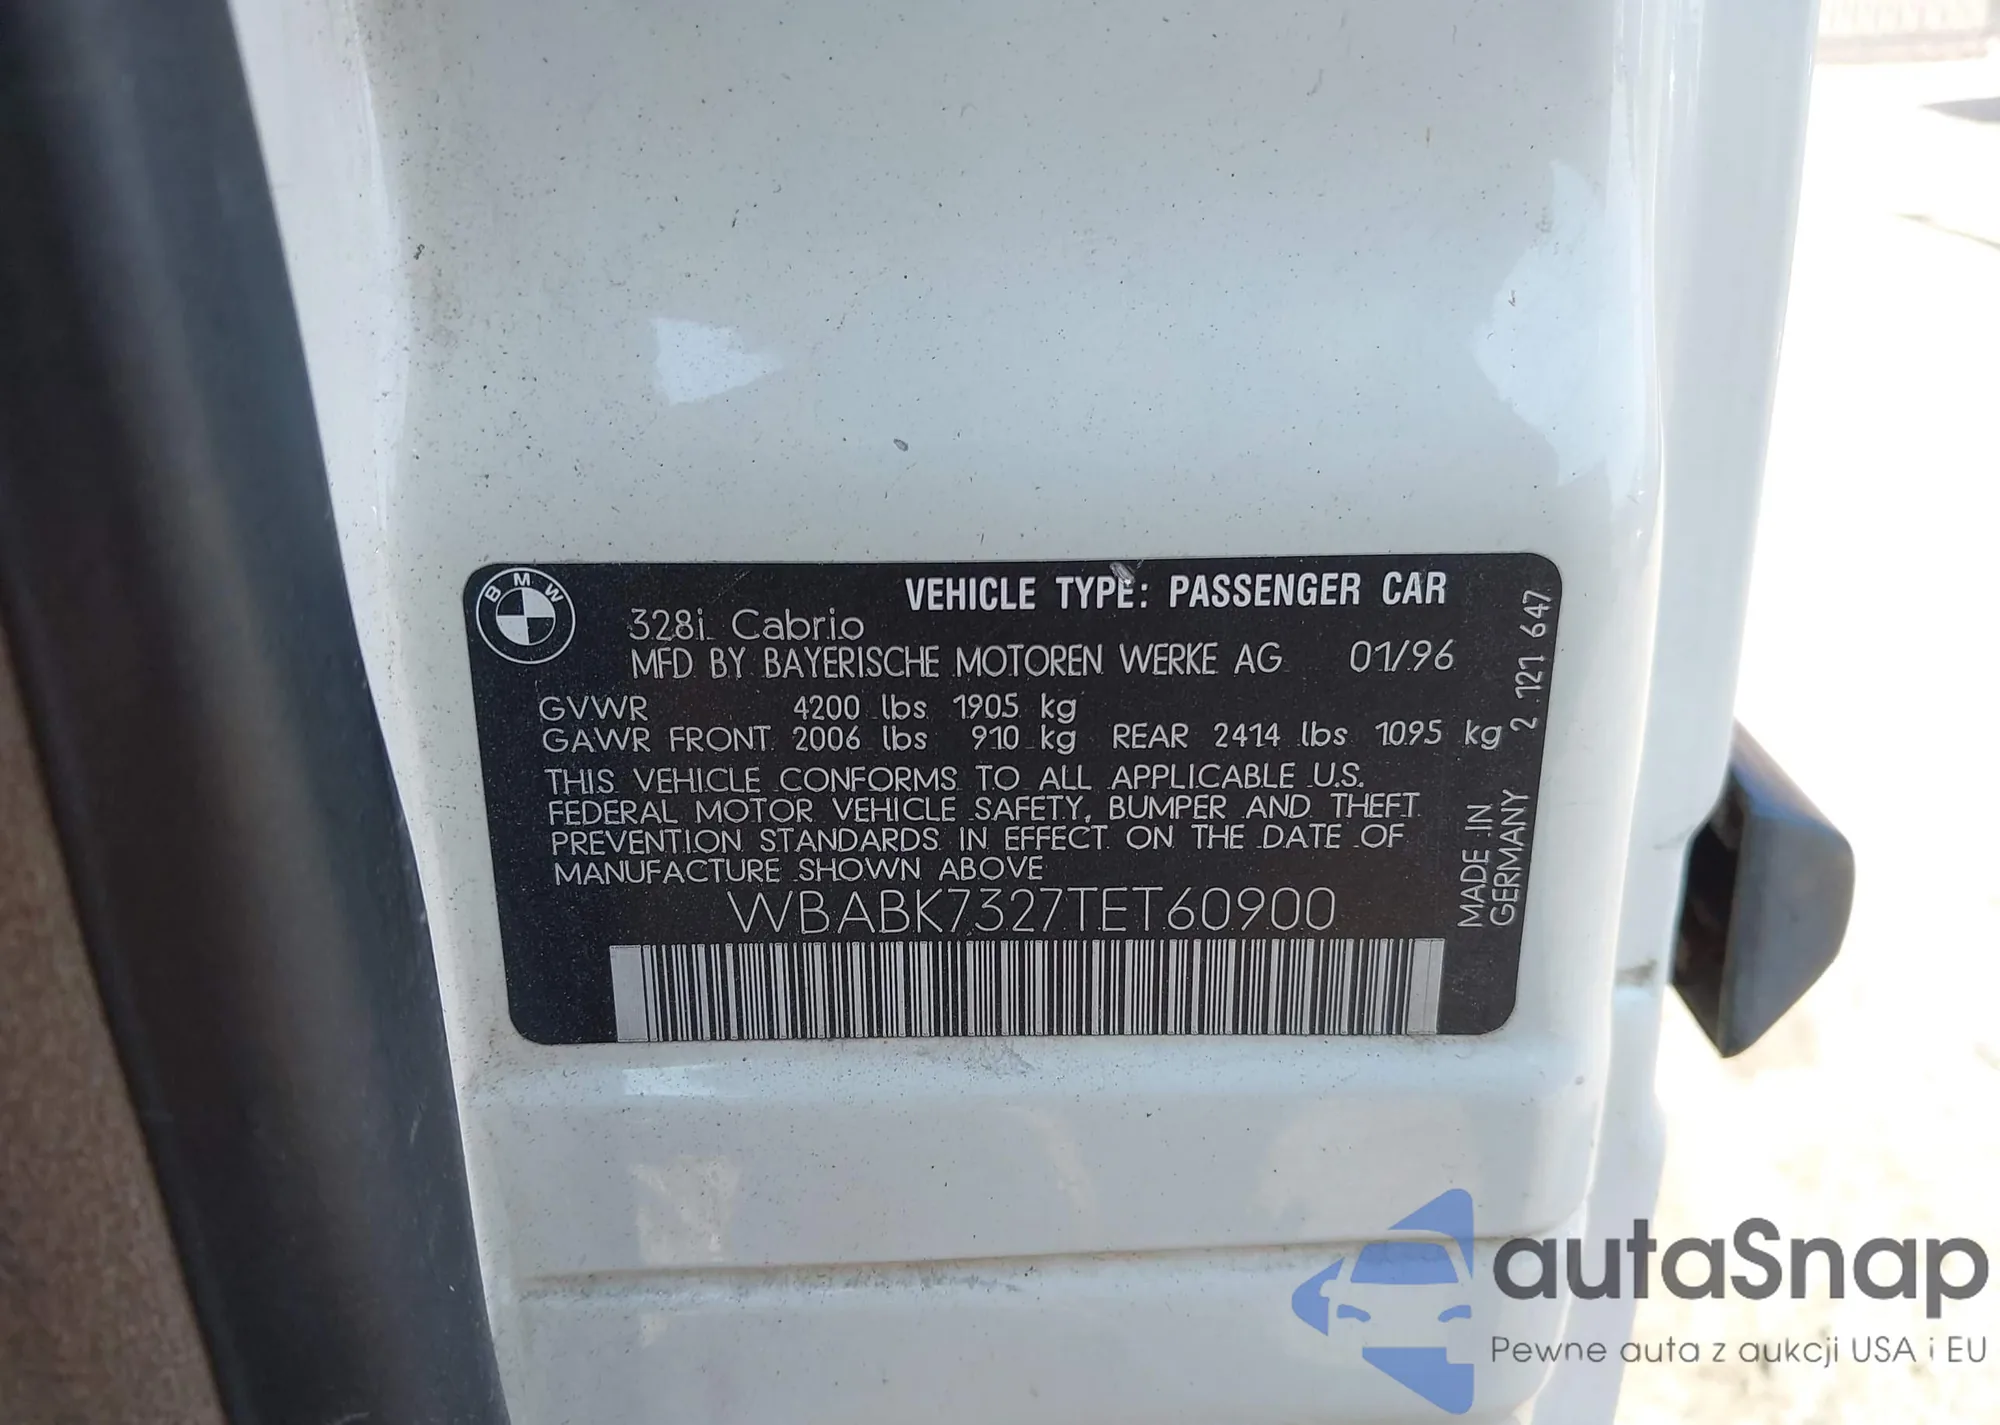 BMW
VEHICLE TYPE: PASSENGER CAR
328i Cabrio
MFD BY BAYERISCHE MOTOREN WERKE AG 01/96
GVWR 4200 lbs 1905 kg
GAWR FRONT 2006 lbs 910 kg REAR 2414 lbs 1095 kg
THIS VEHICLE CONFORMS TO ALL APPLICABLE U.S.
FEDERAL MOTOR VEHICLE SAFETY, BUMPER AND THEFT
PREVENTION STANDARDS IN EFFECT ON THE DATE OF
MANUFACTURE SHOWN ABOVE
WBABK7327TET60900
MADE IN
GERMANY 2 121 647
autaSnap
Pewne auta z aukcji USA i EU